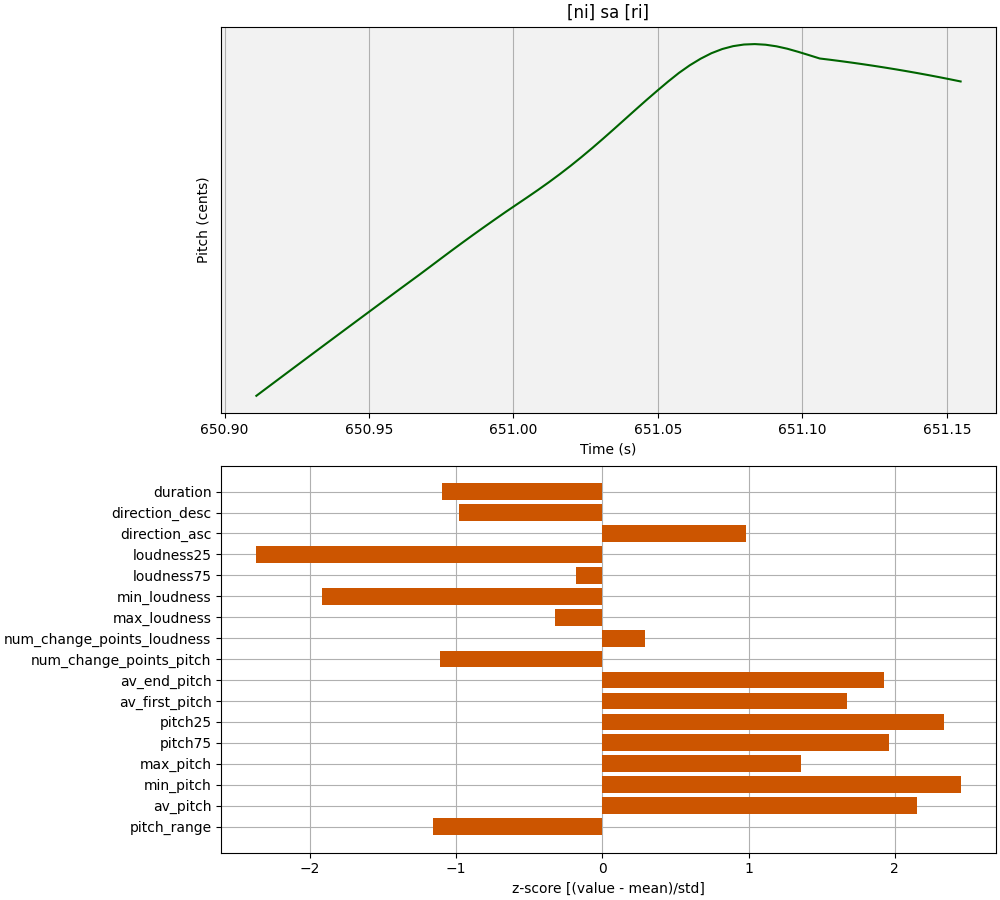 [ni] sa [ri]
Pitch (cents)
650.90 650.95 651.00 651.05 651.10 651.15
Time (s)
duration
direction_desc
direction_asc
loudness25
loudness75
min_loudness
max_loudness
num_change_points_loudness
num_change_points_pitch
av_end_pitch
av_first_pitch
pitch25
pitch75
max_pitch
min_pitch
av_pitch
pitch_range
−2 −1 0 1 2
z-score [(value - mean)/std]